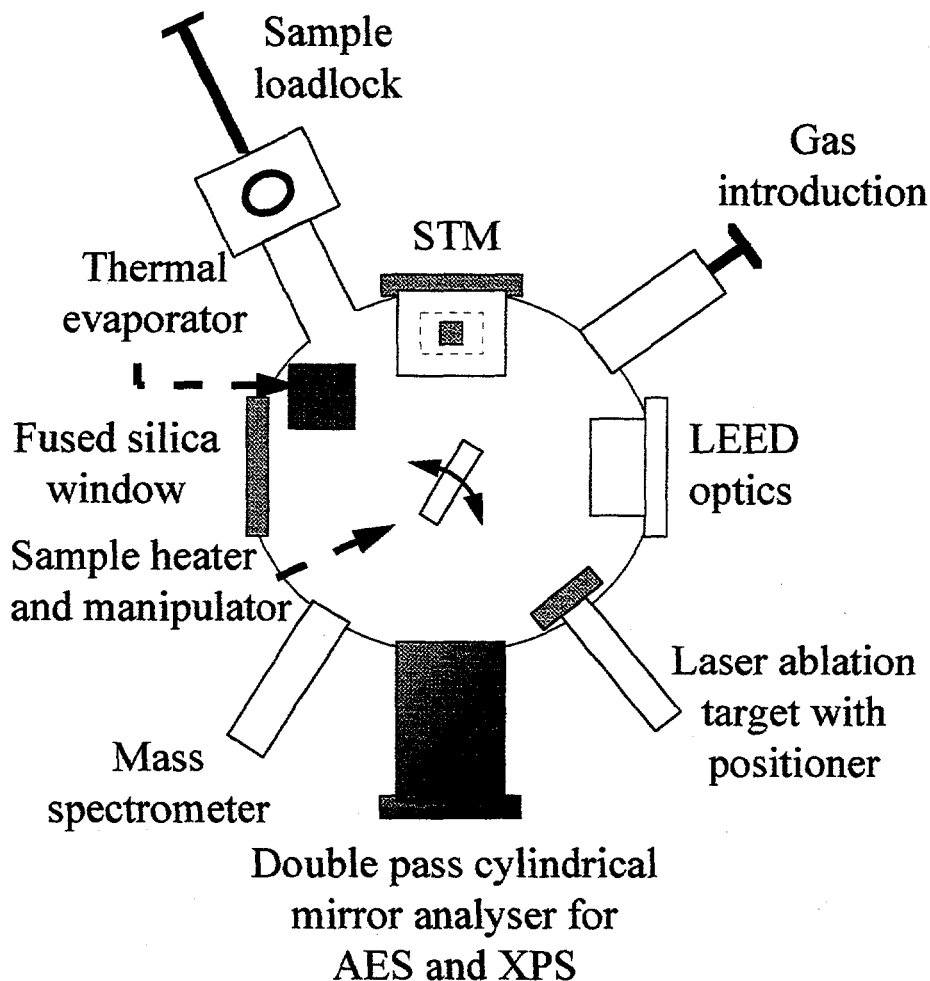 Sample
loadlock
Gas
introduction
STM
Thermal
evaporator
Fused silica
window
LEED
optics
Sample heater
and manipulator
Laser ablation
target with
positioner
Mass
spectrometer
Double pass cylindrical
mirror analyser for
AES and XPS